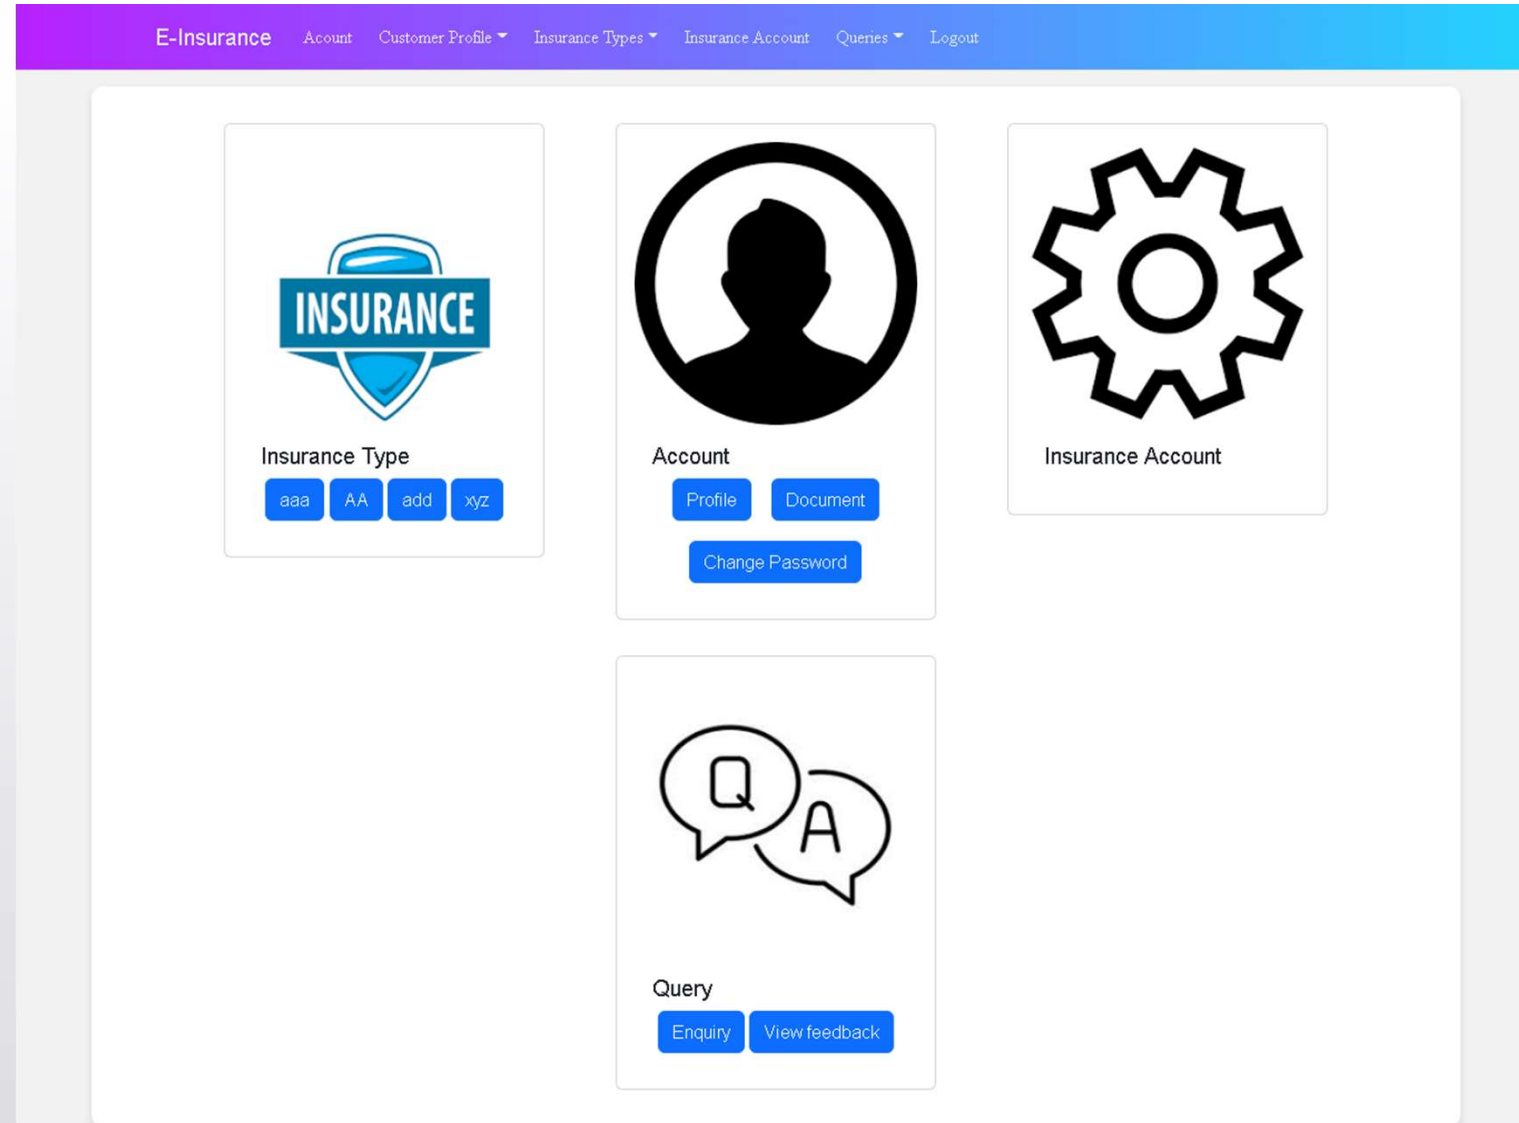 E-Insurance Acount Customer Profile Insurance Types Insurance Account Queries Logout
INSURANCE
Insurance Type
aaa AA add xyz
Account
Profile Document
Change Password
Insurance Account
Q
A
Query
Enquiry View feedback